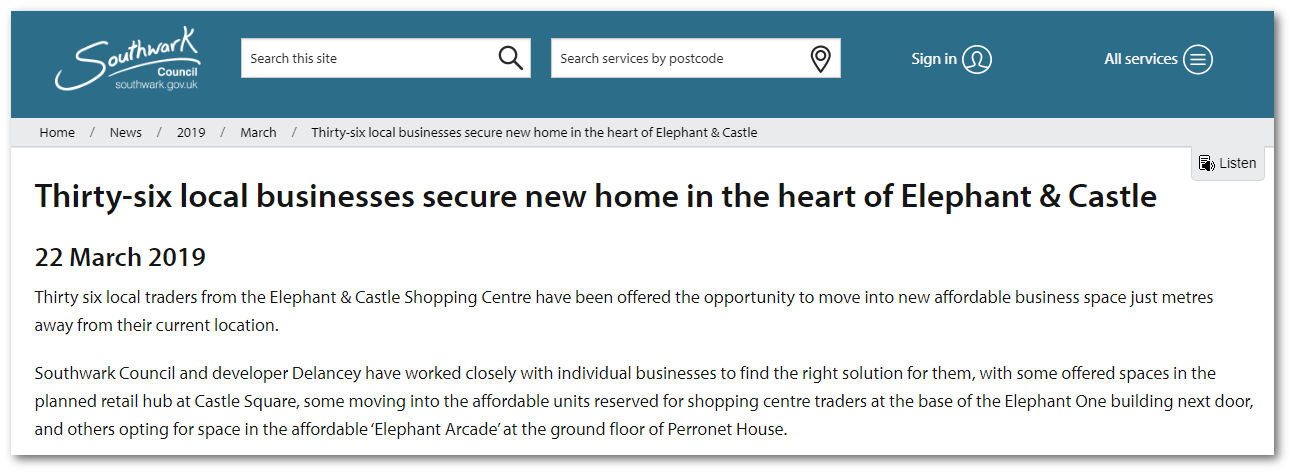 Southwark
Council
southwark.gov.uk
Search this site
Search services by postcode
Sign in
All services
Home / News / 2019 / March / Thirty-six local businesses secure new home in the heart of Elephant & Castle
Listen
Thirty-six local businesses secure new home in the heart of Elephant & Castle
22 March 2019
Thirty six local traders from the Elephant & Castle Shopping Centre have been offered the opportunity to move into new affordable business space just metres
away from their current location.
Southwark Council and developer Delancey have worked closely with individual businesses to find the right solution for them, with some offered spaces in the
planned retail hub at Castle Square, some moving into the affordable units reserved for shopping centre traders at the base of the Elephant One building next door,
and others opting for space in the affordable ‘Elephant Arcade’ at the ground floor of Perronet House.